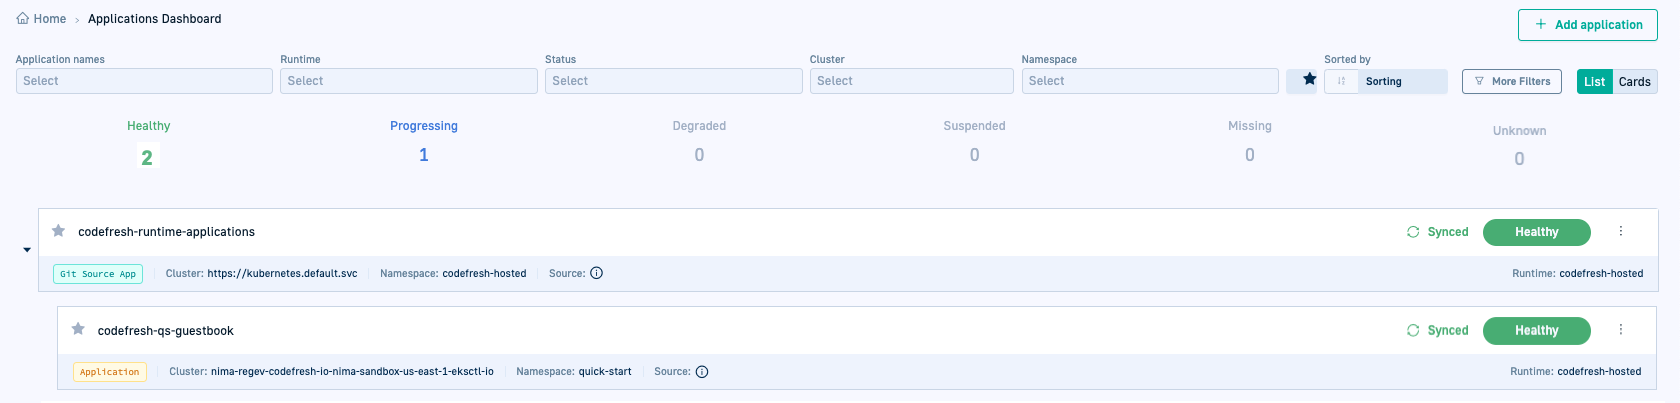 Home > Applications Dashboard
+ Add application
Application names Runtime Status Cluster Namespace Sorted by
Select Select Select Select Select Sorting More Filters List Cards
Healthy Progressing Degraded Suspended Missing Unknown
2 1 0 0 0 0
codefresh-runtime-applications Synced Healthy
Git Source App Cluster: https://kubernetes.default.svc Namespace: codefresh-hosted Source: Runtime: codefresh-hosted
codefresh-qs-guestbook Synced Healthy
Application Cluster: nima-regev-codefresh-io-nima-sandbox-us-east-1-eksctl-io Namespace: quick-start Source: Runtime: codefresh-hosted